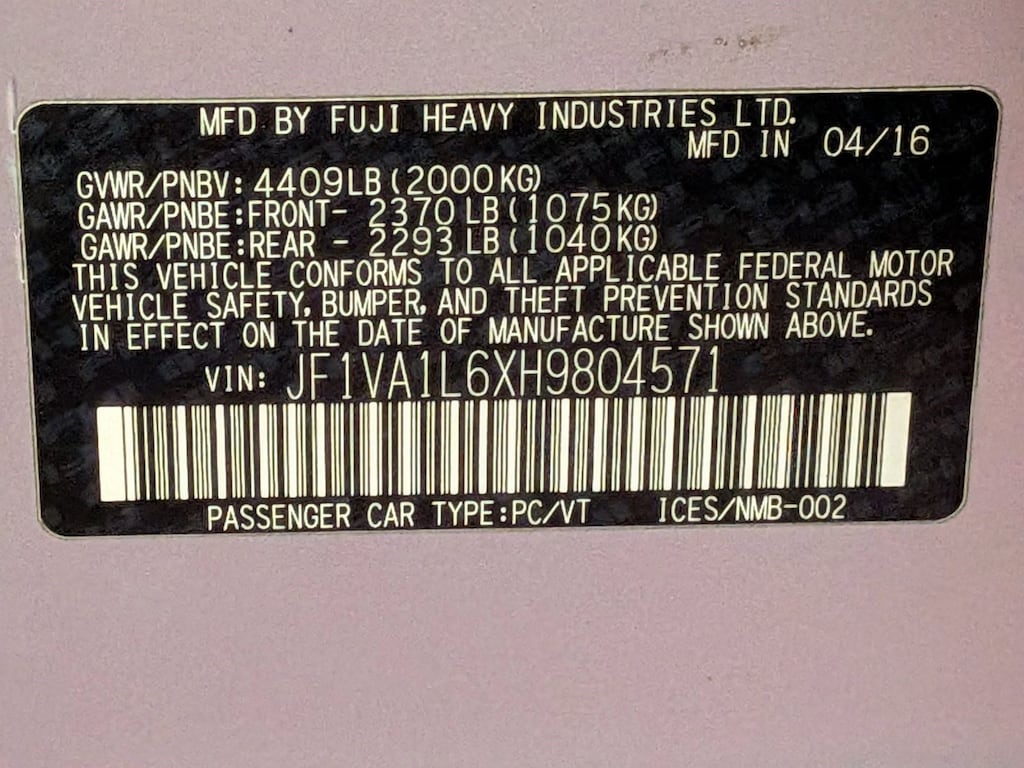 MFD BY FUJI HEAVY INDUSTRIES LTD.
MFD IN 04/16
GVWR/PNBV: 4409LB (2000KG)
GAWR/PNBE:FRONT- 2370 LB (1075KG)
GAWR/PNBE:REAR - 2293 LB (1040KG)
THIS VEHICLE CONFORMS TO ALL APPLICABLE FEDERAL MOTOR
VEHICLE SAFETY, BUMPER, AND THEFT PREVENTION STANDARDS
IN EFFECT ON THE DATE OF MANUFACTURE SHOWN ABOVE.
VIN: JF1VA1L6XH9804571
PASSENGER CAR TYPE:PC/VT ICES/NMB-002